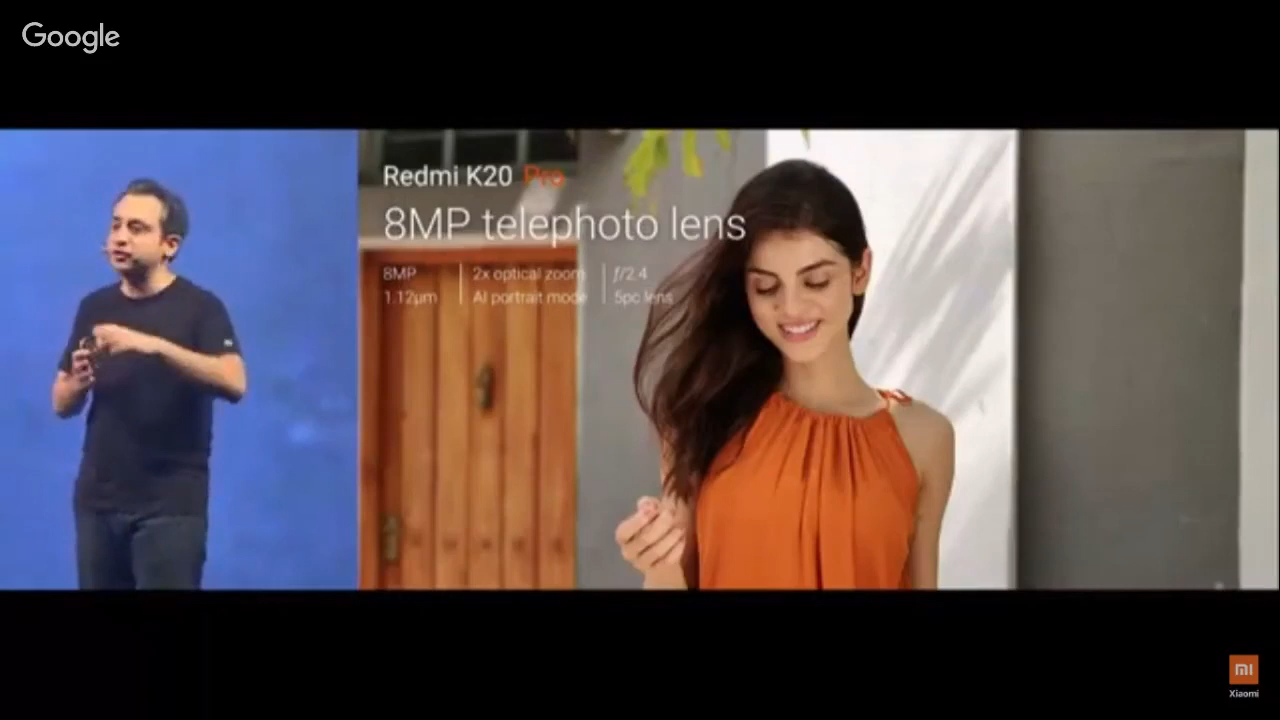 Google
Redmi K20 Pro
8MP telephoto lens
8MP
1.12µm
2x optical zoom
AI portrait mode
f/2.4
5pc lens
mi
Xiaomi